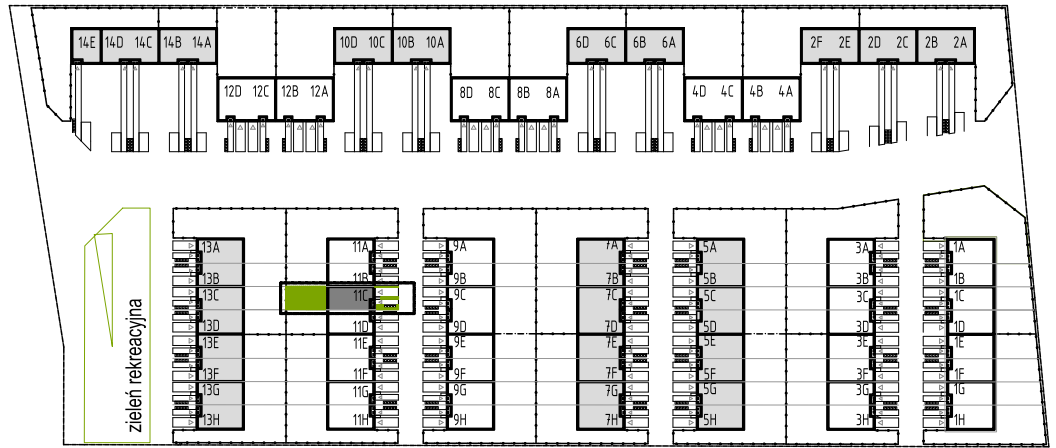 14E 14D 14C 14B 14A 10D 10C 10B 10A 6D 6C 6B 6A 2F 2E 2D 2C 2B 2A
12D 12C 12B 12A 8D 8C 8B 8A 4D 4C 4B 4A
13A 11A 9A 7A 5A 3A 1A
13B 11B 9B 7B 5B 3B 1B
13C 11C 9C 7C 5C 3C 1C
13D 11D 9D 7D 5D 3D 1D
13E 11E 9E 7E 5E 3E 1E
13F 11F 9F 7F 5F 3F 1F
13G 11G 9G 7G 5G 3G 1G
13H 11H 9H 7H 5H 3H 1H
zieleń rekreacyjna